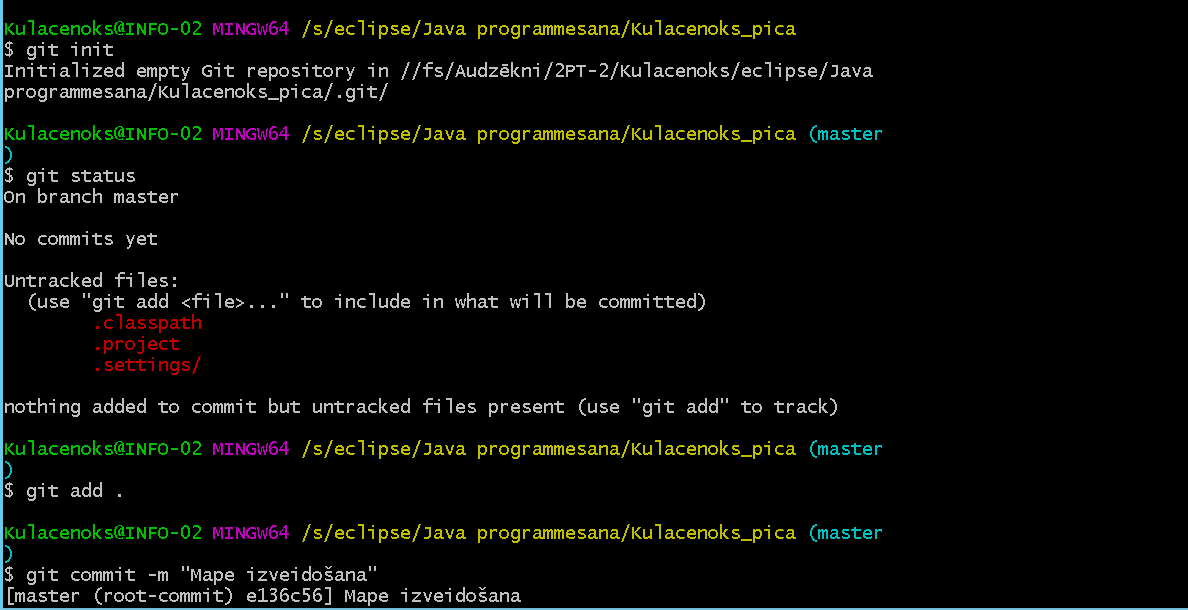 Kulacenoks@INFO-02 MINGW64 /s/eclipse/Java programmesana/Kulacenoks_pica
$ git init
Initialized empty Git repository in //fs/Audzēkņi/2PT-2/Kulacenoks/eclipse/Java
programmesana/Kulacenoks_pica/.git/
Kulacenoks@INFO-02 MINGW64 /s/eclipse/Java programmesana/Kulacenoks_pica (master
)
$ git status
On branch master
No commits yet
Untracked files:
(use "git add <file>..." to include in what will be committed)
.classpath
.project
.settings/
nothing added to commit but untracked files present (use "git add" to track)
Kulacenoks@INFO-02 MINGW64 /s/eclipse/Java programmesana/Kulacenoks_pica (master
)
$ git add .
Kulacenoks@INFO-02 MINGW64 /s/eclipse/Java programmesana/Kulacenoks_pica (master
)
$ git commit -m "Mape izveidošana"
[master (root-commit) e136c56] Mape izveidošana